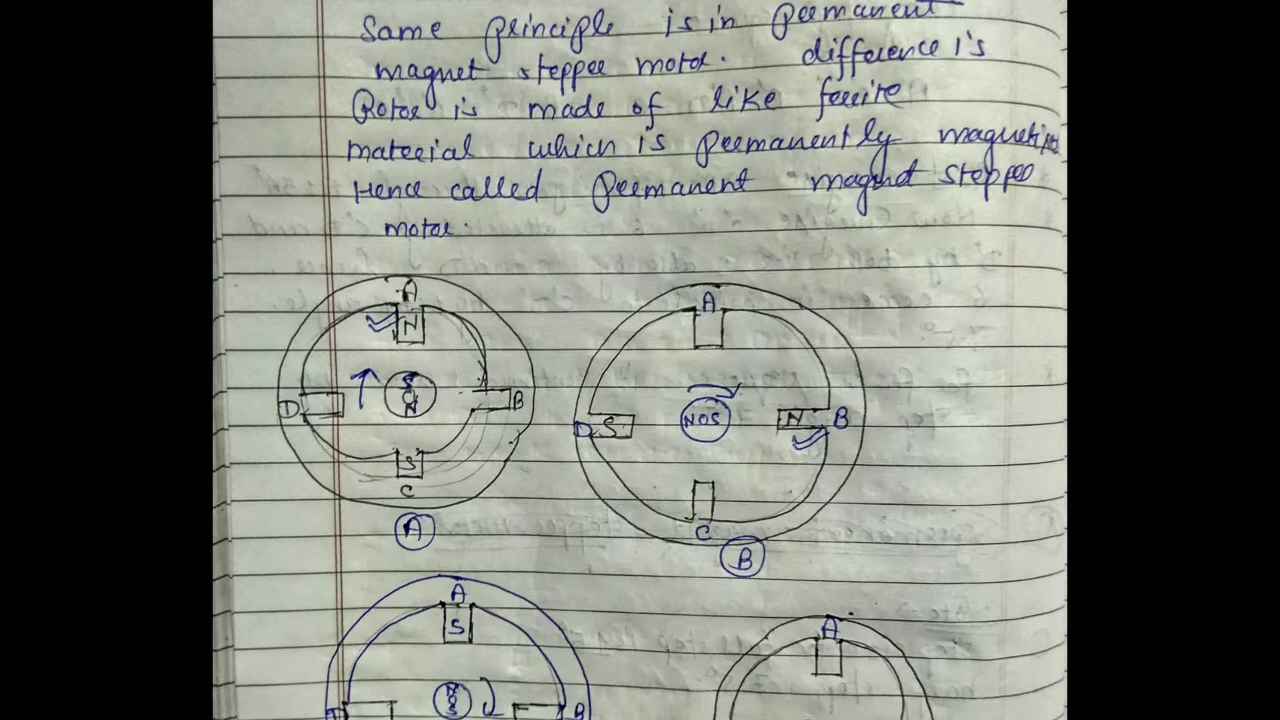 Same principle is in permanent
magnet stepper motor. difference is
Rotor is made of like ferrite
material which is permanently magnetized
Hence called Permanent magnet stepper
motor.
A
N
D
S
N
B
S
C
A
A
D
S
NOS
N
B
C
B
A
S
N
S
B
A